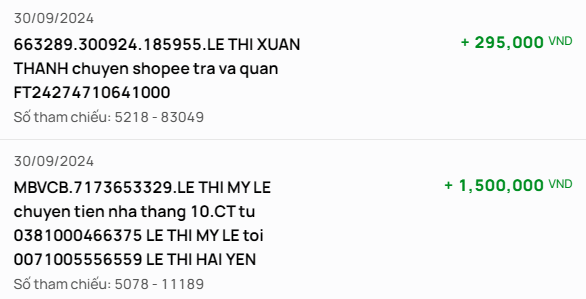 30/09/2024
663289.300924.185955.LE THI XUAN
+ 295,000 VND
THANH chuyen shopee tra va quan
FT24274710641000
Số tham chiếu: 5218 - 83049
30/09/2024
MBVCB.7173653329.LE THI MY LE
+ 1,500,000 VND
chuyen tien nha thang 10.CT tu
0381000466375 LE THI MY LE toi
0071005556559 LE THI HAI YEN
Số tham chiếu: 5078 - 11189